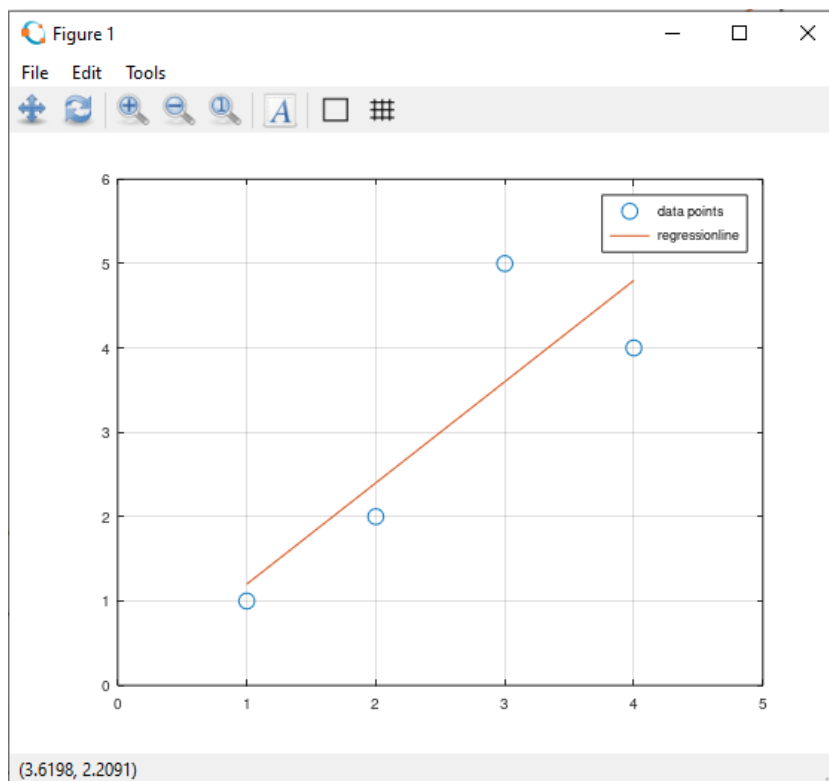 Figure 1
File Edit Tools
A
6
5
4
3
2
1
0
0 1 2 3 4 5
data points
regressionline
(3.6198, 2.2091)